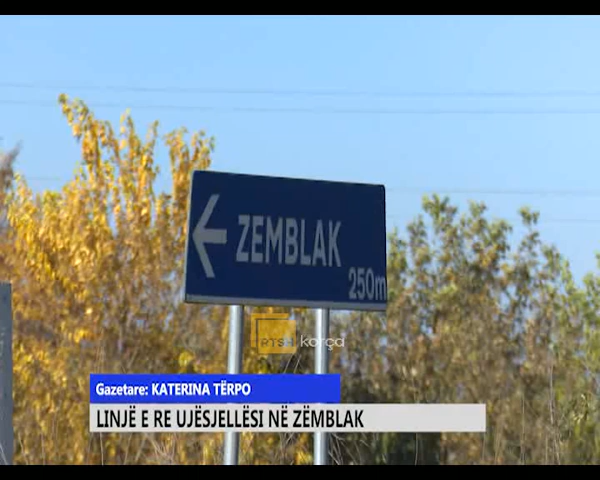 ZEMBLAK
250m
RTSH korça
Gazetare: KATERINA TËRPO
LINJË E RE UJËSJELLËSI NË ZËMBLAK